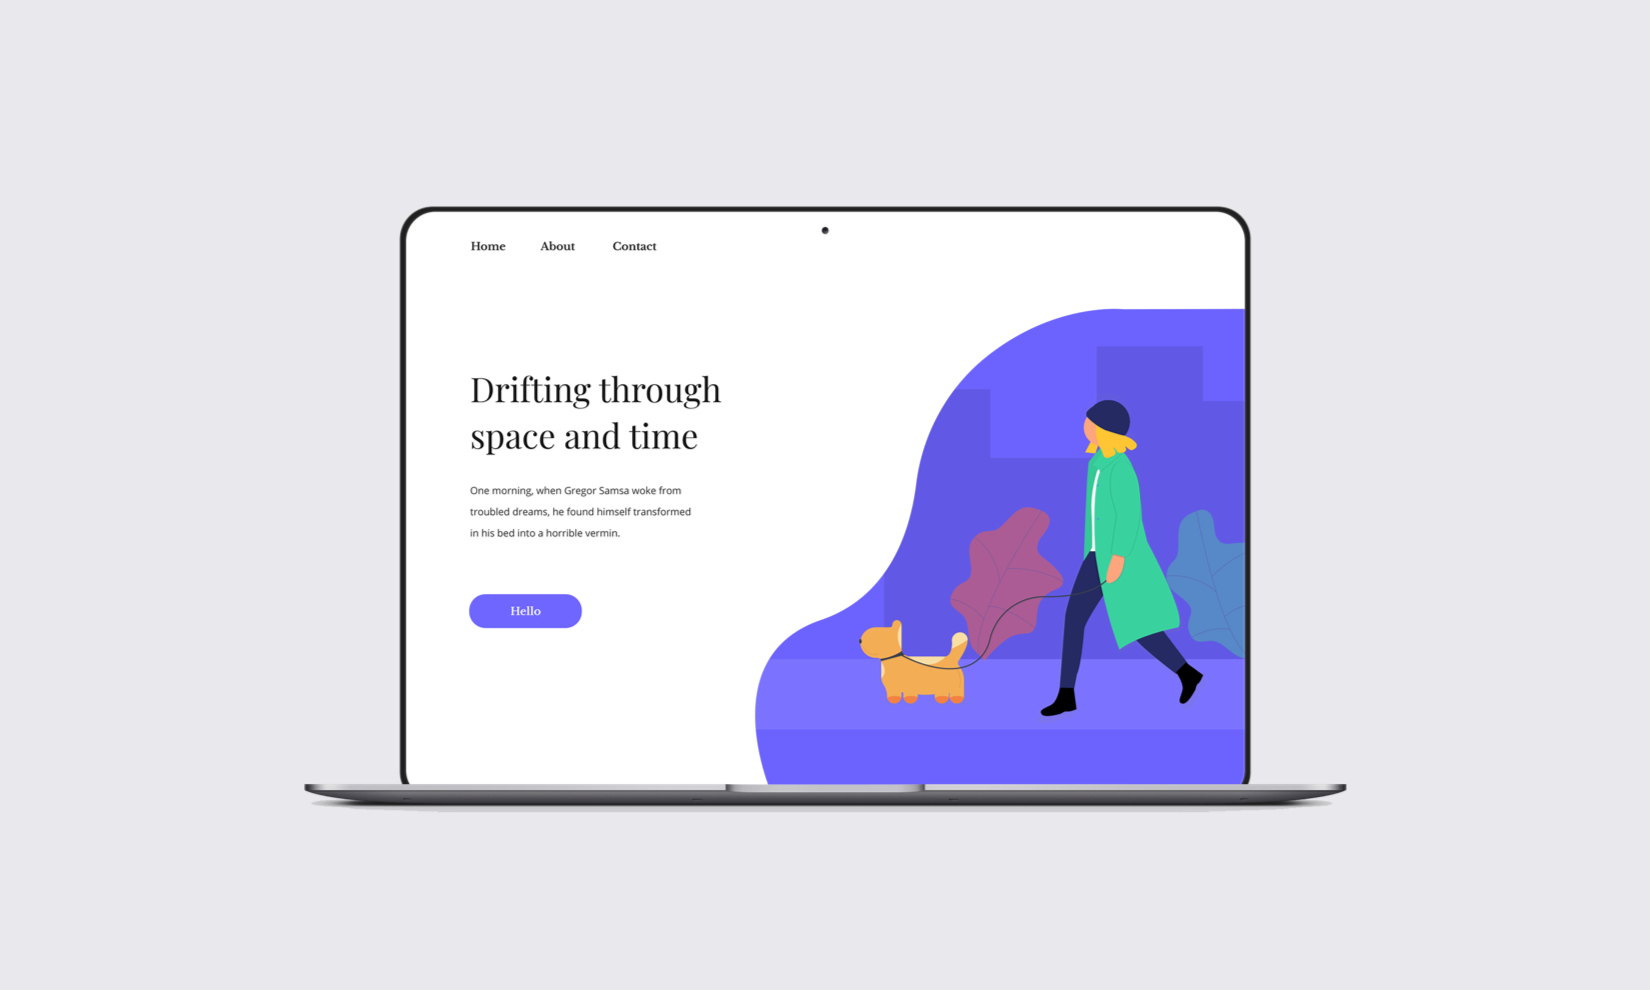 Home About Contact
Drifting through
space and time
One morning, when Gregor Samsa woke from
troubled dreams, he found himself transformed
in his bed into a horrible vermin.
Hello